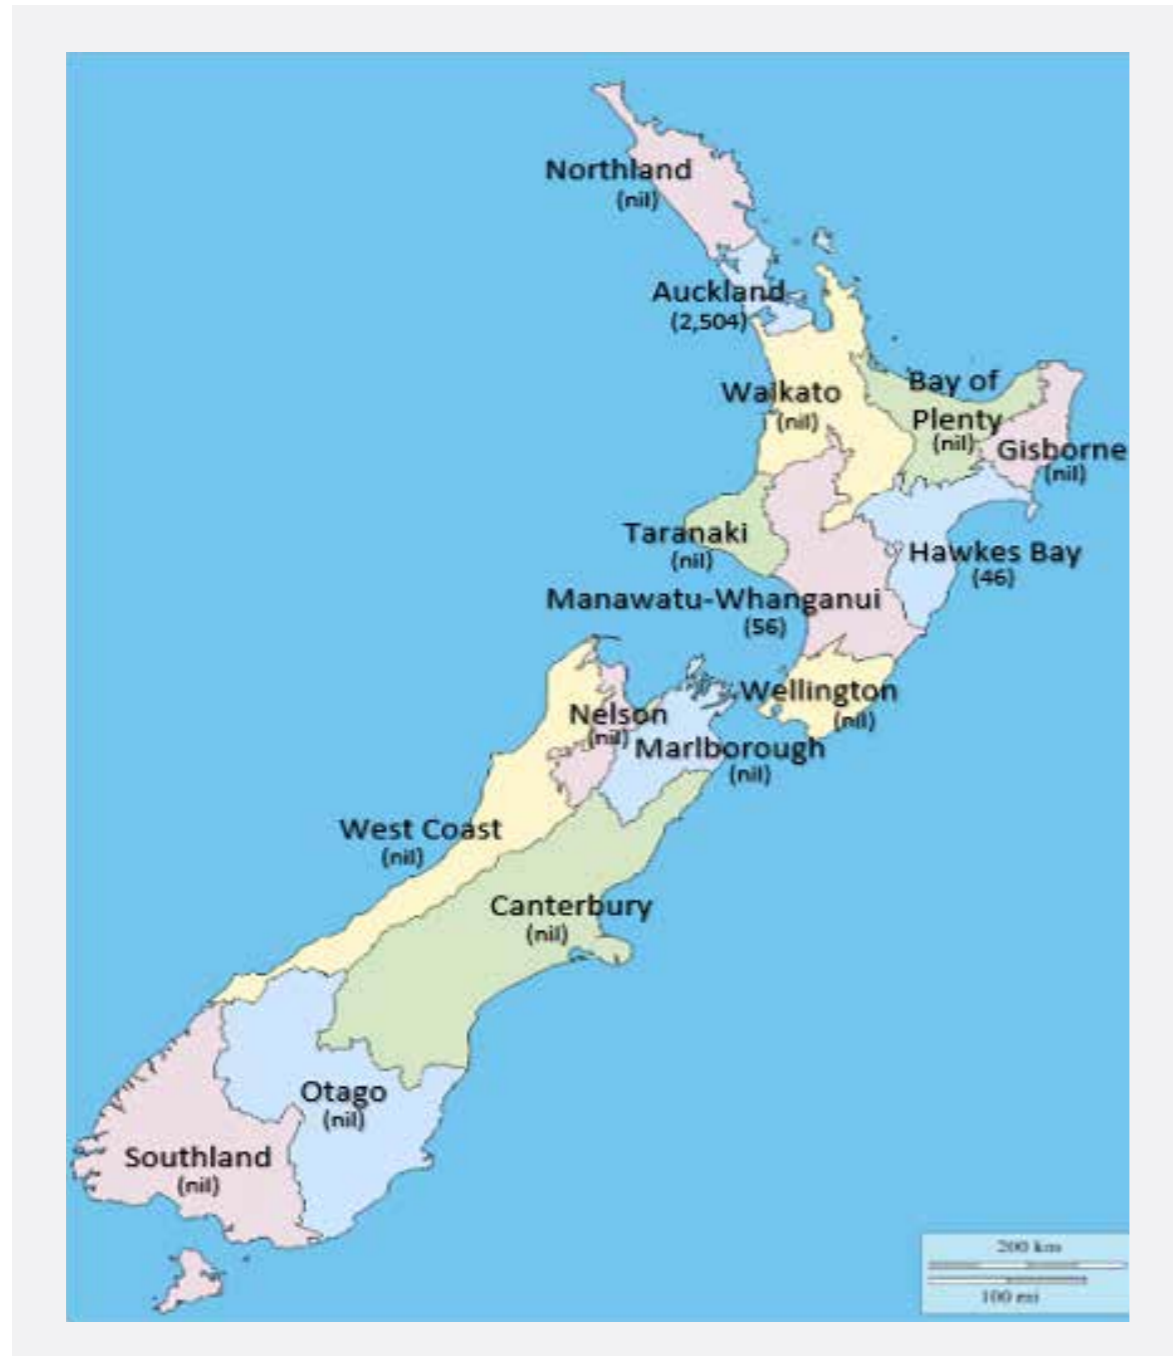 Northland
(nil)
Auckland
(2,504)
Waikato
(nil)
Bay of
Plenty
(nil)
Gisborne
(nil)
Taranaki
(nil)
Hawkes Bay
(46)
Manawatu-Whanganui
(56)
Wellington
(nil)
Nelson
(nil)
Marlborough
(nil)
West Coast
(nil)
Canterbury
(nil)
Otago
(nil)
Southland
(nil)
200 km
100 mi